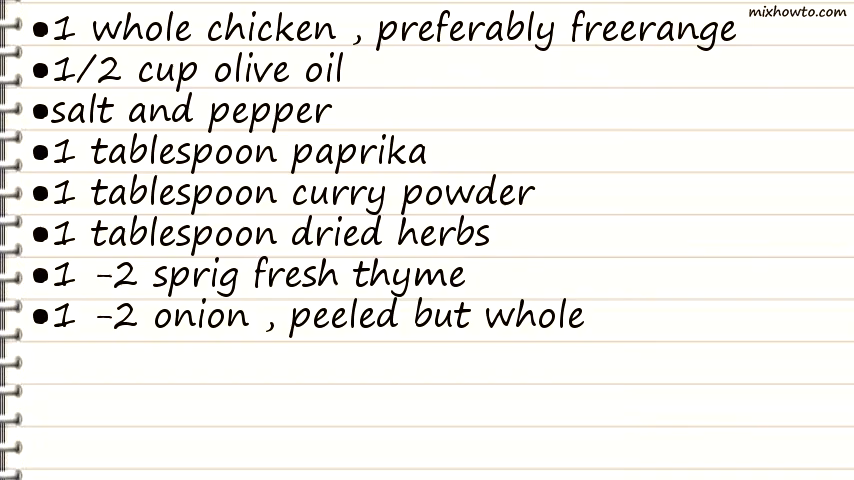 mixhowto.com
•1 whole chicken , preferably freerange
•1/2 cup olive oil
•salt and pepper
•1 tablespoon paprika
•1 tablespoon curry powder
•1 tablespoon dried herbs
•1 -2 sprig fresh thyme
•1 -2 onion , peeled but whole